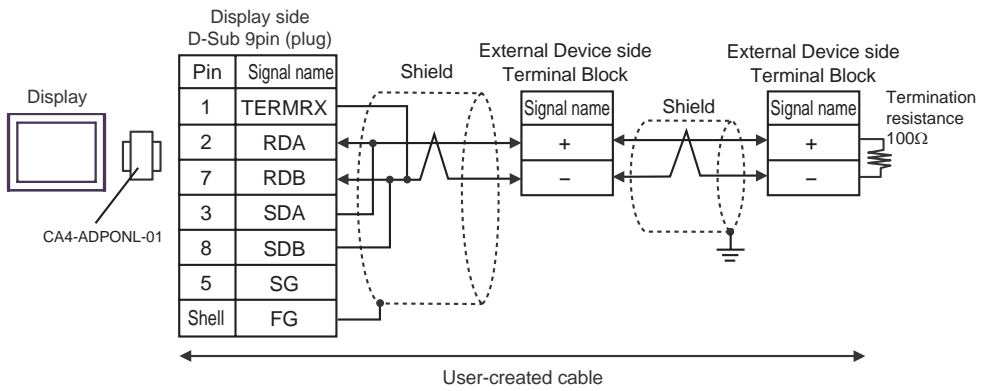 Display side
D-Sub 9pin (plug)
Pin Signal name
1 TERMRX
2 RDA
7 RDB
3 SDA
8 SDB
5 SG
Shell FG
Display
CA4-ADPONL-01
Shield
External Device side
Terminal Block
Signal name
+
−
Shield
External Device side
Terminal Block
Signal name
+
−
Termination
resistance
100Ω
User-created cable